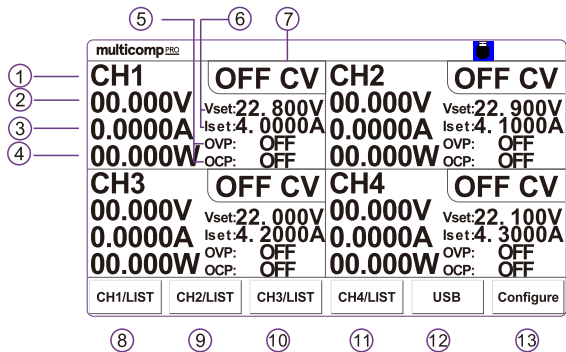 ⑤ ⑥ ⑦
multicomp PRO
① CH1 OFF CV
② 00.000V Vset:22.800V
③ 0.0000A Iset:4.0000A
④ 00.000W OVP: OFF
OCP: OFF
CH2 OFF CV
00.000V Vset:22.900V
0.0000A Iset:4.1000A
00.000W OVP: OFF
OCP: OFF
CH3 OFF CV
00.000V Vset:22.000V
0.0000A Iset:4.2000A
00.000W OVP: OFF
OCP: OFF
CH4 OFF CV
00.000V Vset:22.100V
0.0000A Iset:4.3000A
00.000W OVP: OFF
OCP: OFF
CH1/LIST CH2/LIST CH3/LIST CH4/LIST USB Configure
⑧ ⑨ ⑩ ⑪ ⑫ ⑬